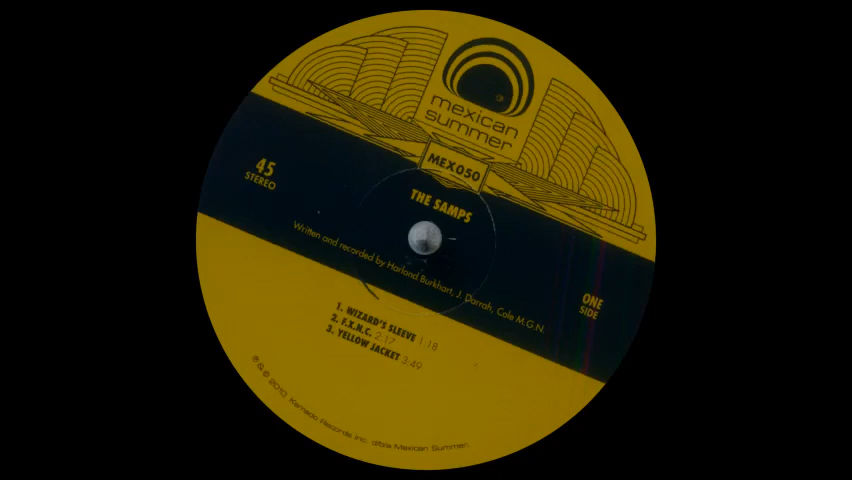 mexican
summer
MEX050
45
STEREO
THE SAMPS
Written and recorded by Harland Burkhart, J. Darrah, Cole M.G.N.
ONE
SIDE
1. WIZARD'S SLEEVE 1:18
2. F.X.N.C. 2:17
3. YELLOW JACKET 3:49
℗ & © 2010 Kemado Records Inc. d/b/a Mexican Summer